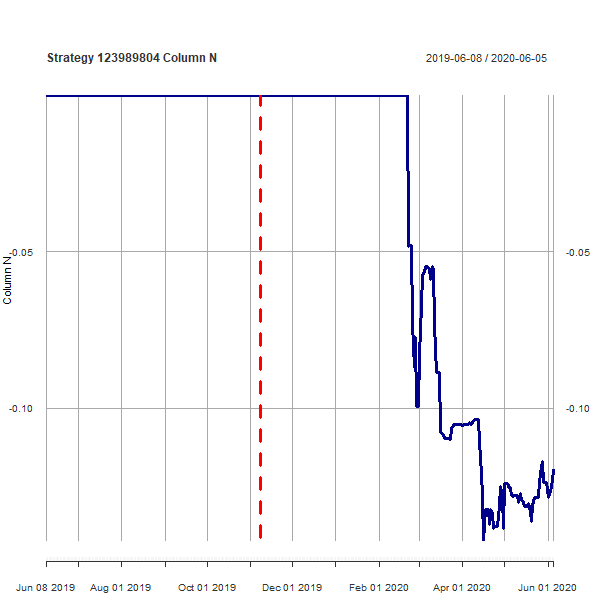 Strategy 123989804 Column N
2019-06-08 / 2020-06-05
Column N
-0.05
-0.05
-0.10
-0.10
Jun 08 2019
Aug 01 2019
Oct 01 2019
Dec 01 2019
Feb 01 2020
Apr 01 2020
Jun 01 2020